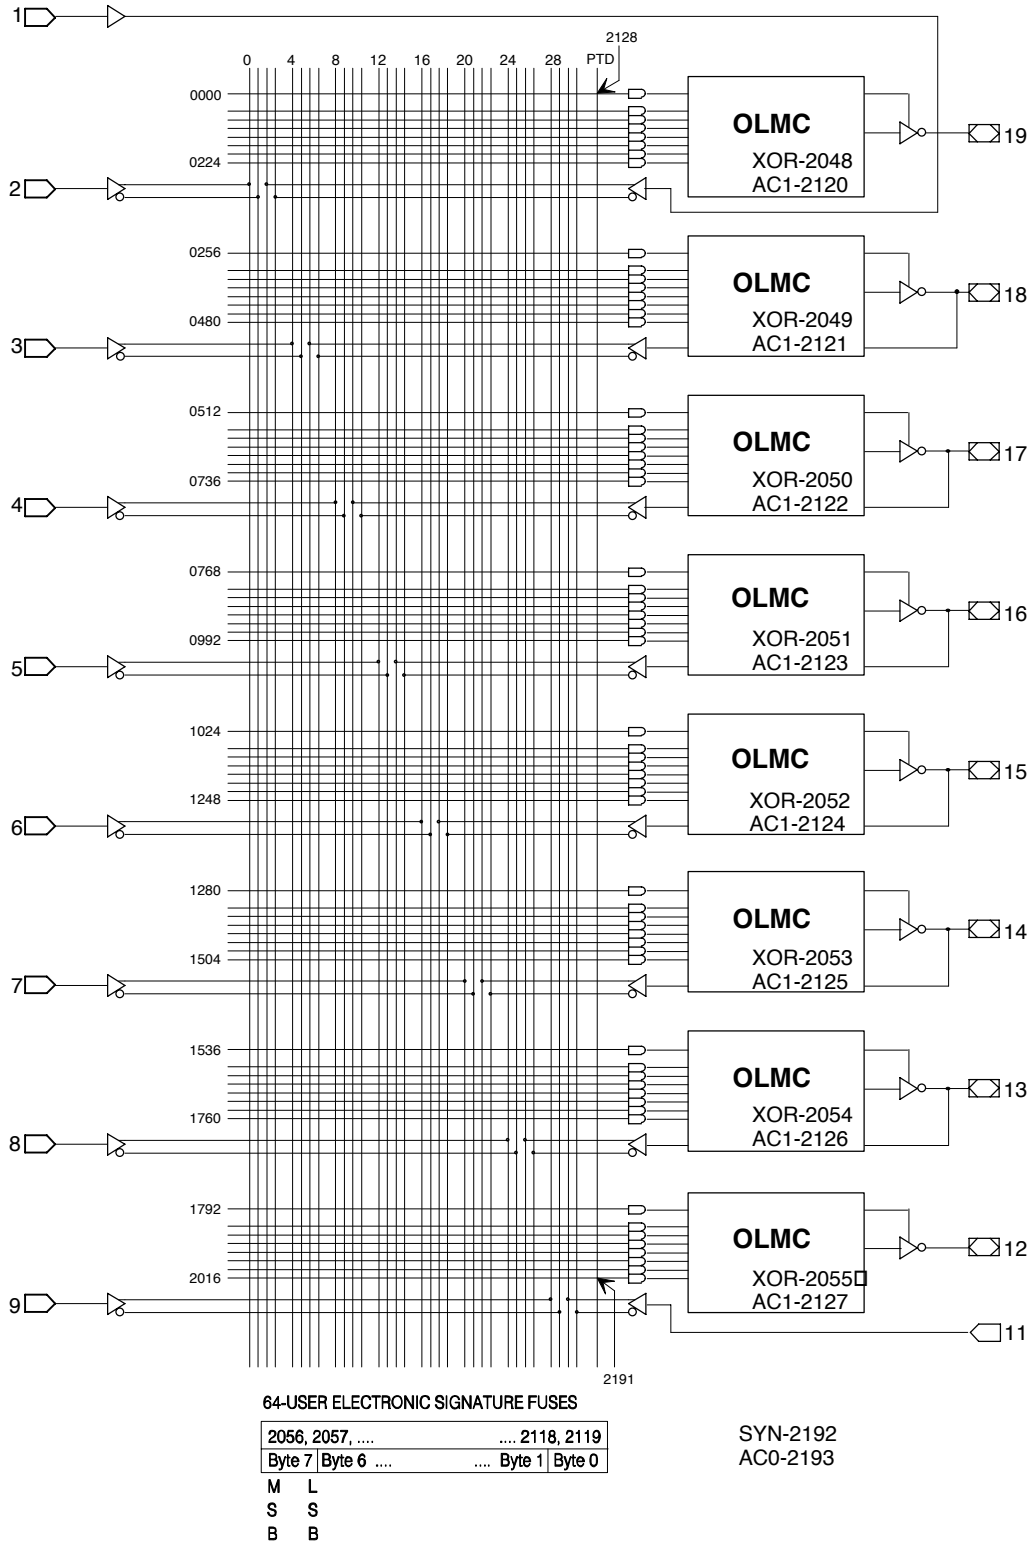 1
2128
0 4 8 12 16 20 24 28 PTD
0000
OLMC
19
0224
XOR-2048
AC1-2120
2
0256
OLMC
18
0480
XOR-2049
AC1-2121
3
0512
OLMC
17
0736
XOR-2050
AC1-2122
4
0768
OLMC
16
0992
XOR-2051
AC1-2123
5
1024
OLMC
15
1248
XOR-2052
AC1-2124
6
1280
OLMC
14
1504
XOR-2053
AC1-2125
7
1536
OLMC
13
1760
XOR-2054
AC1-2126
8
1792
OLMC
12
2016
XOR-2055
AC1-2127
9
11
2191
64-USER ELECTRONIC SIGNATURE FUSES
2056, 2057, .... .... 2118, 2119
Byte 7 Byte 6 .... .... Byte 1 Byte 0
M L
S S
B B
SYN-2192
AC0-2193